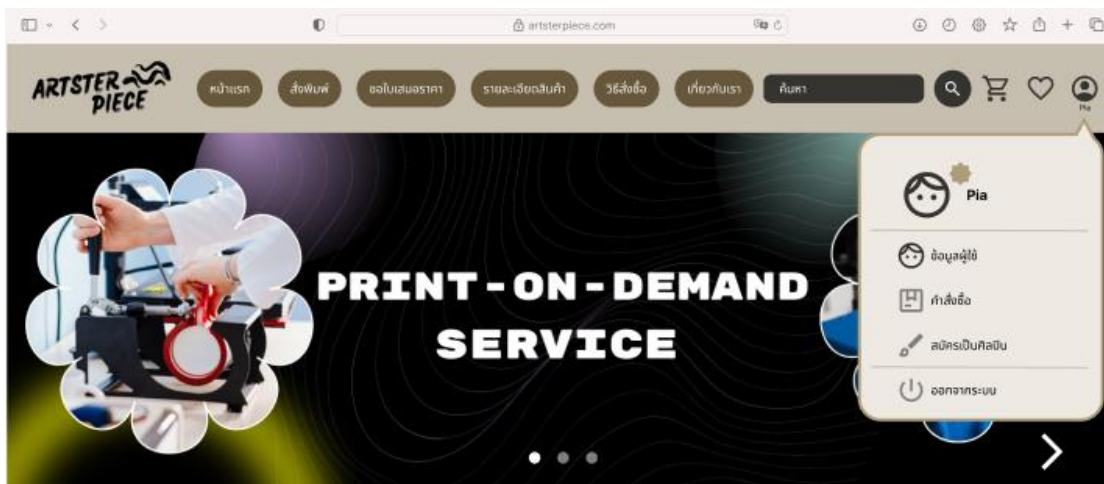 artsterpiece.com
ARTSTER
PIECE
หน้าแรก
สั่งพิมพ์
ขอใบเสนอราคา
รายละเอียดสินค้า
วิธีสั่งซื้อ
เกี่ยวกับเรา
ค้นหา
Pia
Pia
ข้อมูลผู้ใช้
คำสั่งซื้อ
สมัครเป็นศิลปิน
ออกจากระบบ
PRINT-ON-DEMAND
SERVICE